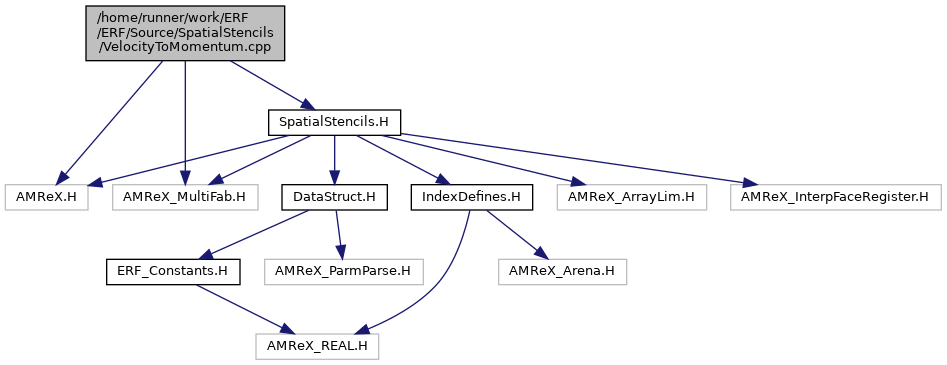 /home/runner/work/ERF
/ERF/Source/SpatialStencils
/VelocityToMomentum.cpp
SpatialStencils.H
AMReX.H
AMReX_MultiFab.H
DataStruct.H
IndexDefines.H
AMReX_ArrayLim.H
AMReX_InterpFaceRegister.H
ERF_Constants.H
AMReX_ParmParse.H
AMReX_Arena.H
AMReX_REAL.H